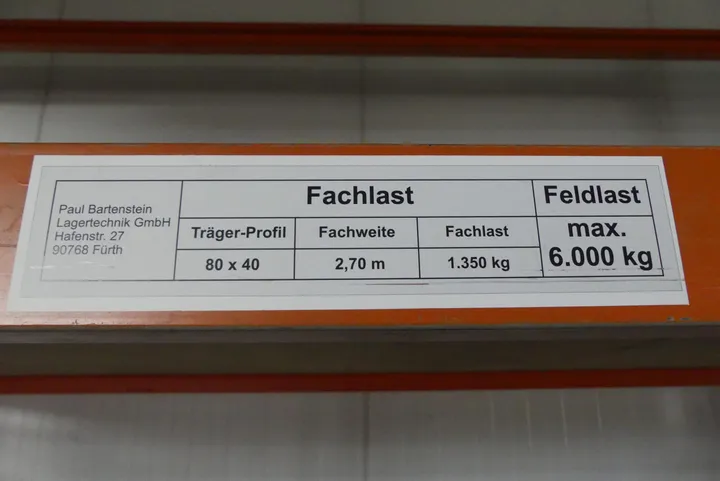 Paul Bartenstein
Lagertechnik GmbH
Hafenstr. 27
90768 Fürth
Fachlast
Träger-Profil Fachweite Fachlast
80 x 40 2,70 m 1.350 kg
Feldlast
max.
6.000 kg